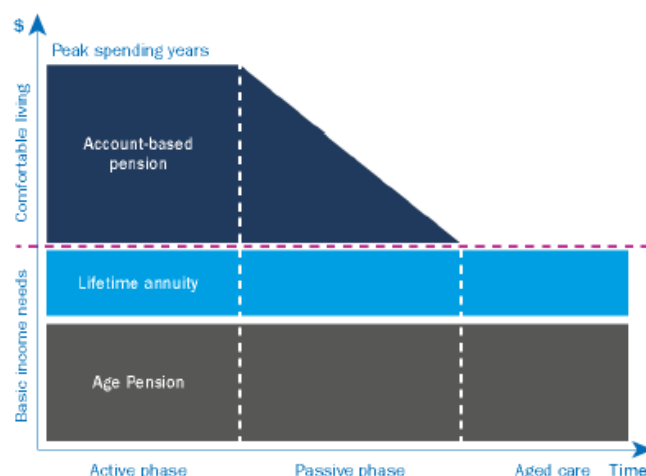 $
Peak spending years
Comfortable living
Account-based
pension
Basic income needs
Lifetime annuity
Age Pension
Active phase
Passive phase
Aged care
Time